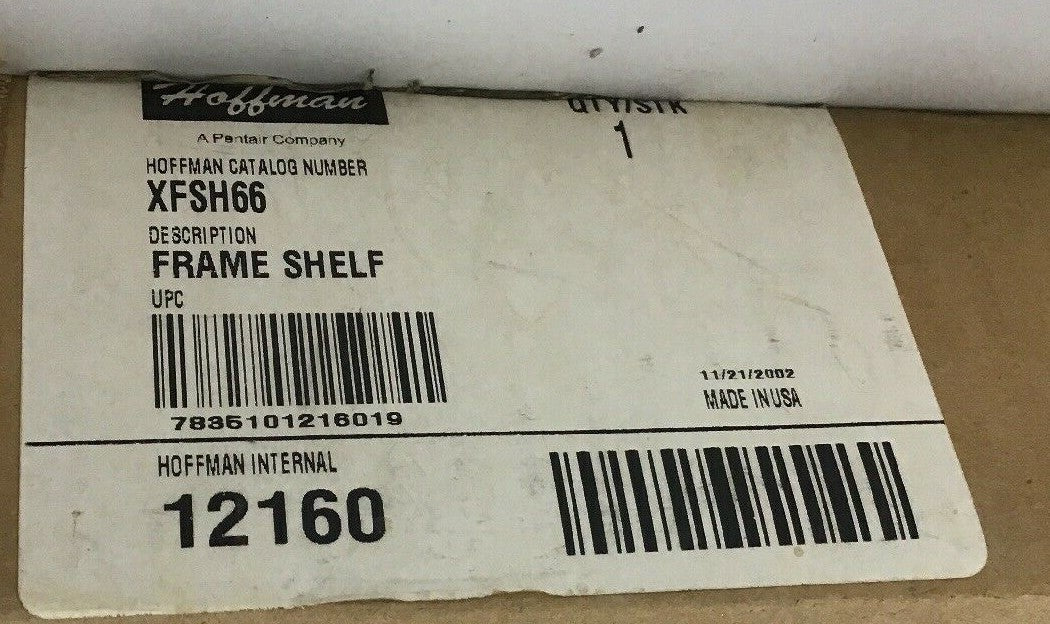 Hoffman
A Pentair Company
QTY/STK
1
HOFFMAN CATALOG NUMBER
XFSH66
DESCRIPTION
FRAME SHELF
UPC
7835101216019
11/21/2002
MADE IN USA
HOFFMAN INTERNAL
12160